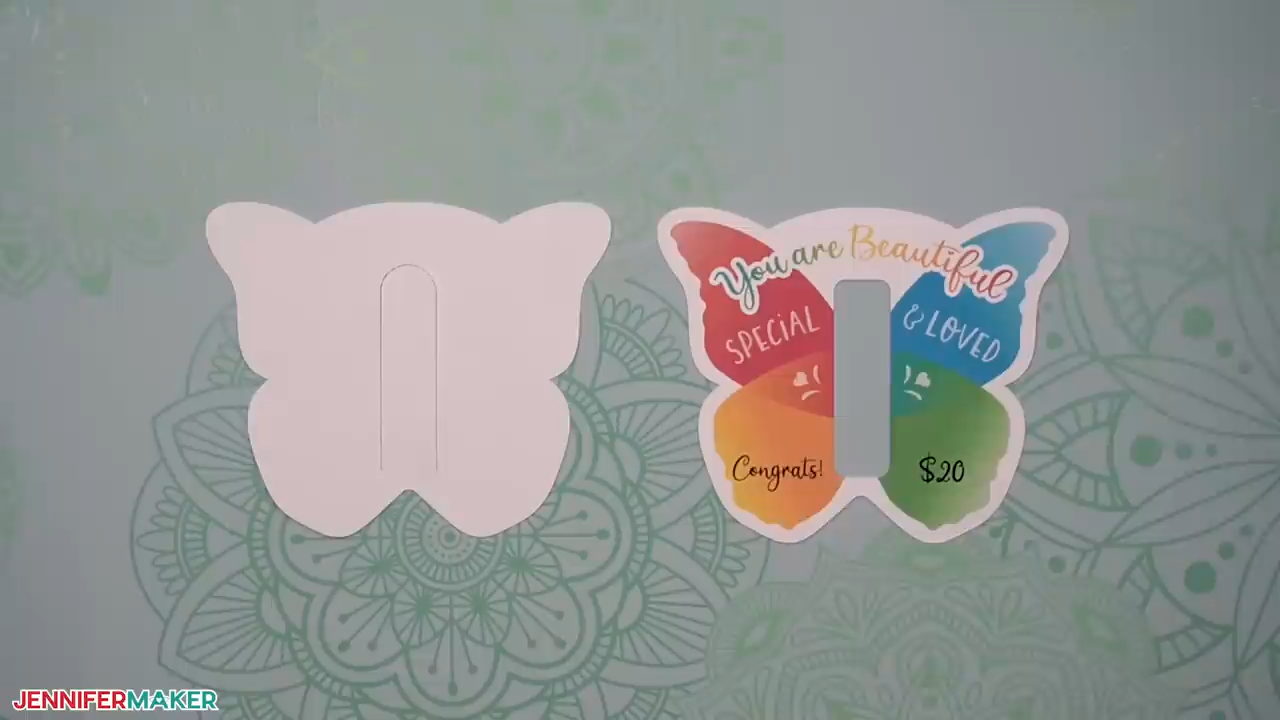 You are Beautiful
SPECiAL
& LOVED
Congrats!
$20
JENNIFERMAKER